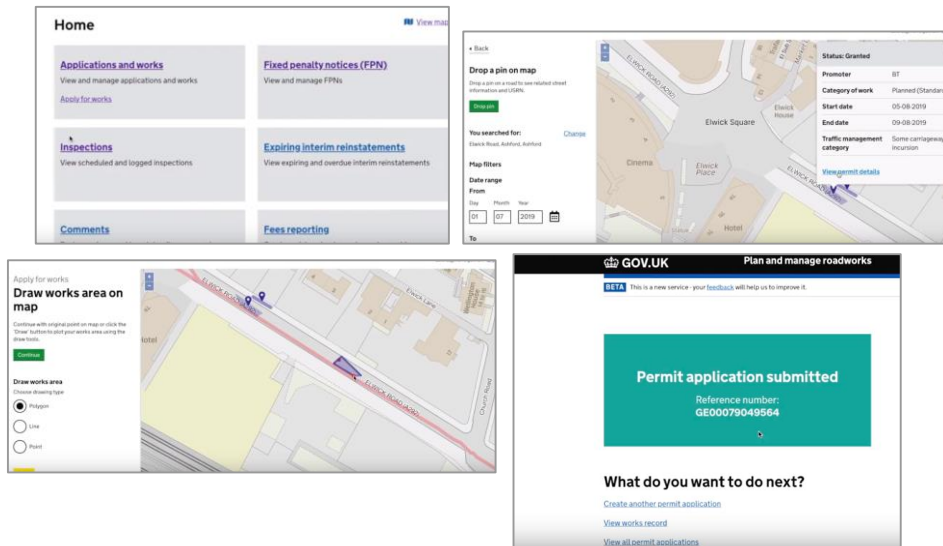 Home
View map
Applications and works
View and manage applications and works
Apply for works
Fixed penalty notices (FPN)
View and manage FPNs
Inspections
View scheduled and logged inspections
Expiring interim reinstatements
View expiring and overdue interim reinstatements
Comments
Fees reporting
Back
Drop a pin on map
Drop a pin on a road to see related street
information and USRN.
Drop pin
You searched for:
Change
Elwick Road, Ashford, Ashford
Map filters
Date range
From
Day Month Year
01 07 2019
To
ELWICK ROAD (A292)
Elwick Square
Elwick
House
Cinema
Elwick
Place
Hotel
Status: Granted
Promoter BT
Category of work Planned (Standar
Start date 05-08-2019
End date 09-08-2019
Traffic management
category
Some carriageway
incursion
View permit details
Apply for works
Draw works area on
map
Continue with original point on map or click the
'Draw' button to plot your works area using the
draw tools.
Continue
Draw works area
Choose drawing type
Polygon
Line
Point
Hotel
ELWICK ROAD
Elwick Lane
ELWICK ROAD (A292)
Church Road
GOV.UK
Plan and manage roadworks
BETA This is a new service - your feedback will help us to improve it.
Permit application submitted
Reference number:
GE00079049564
What do you want to do next?
Create another permit application
View works record
View all permit applications